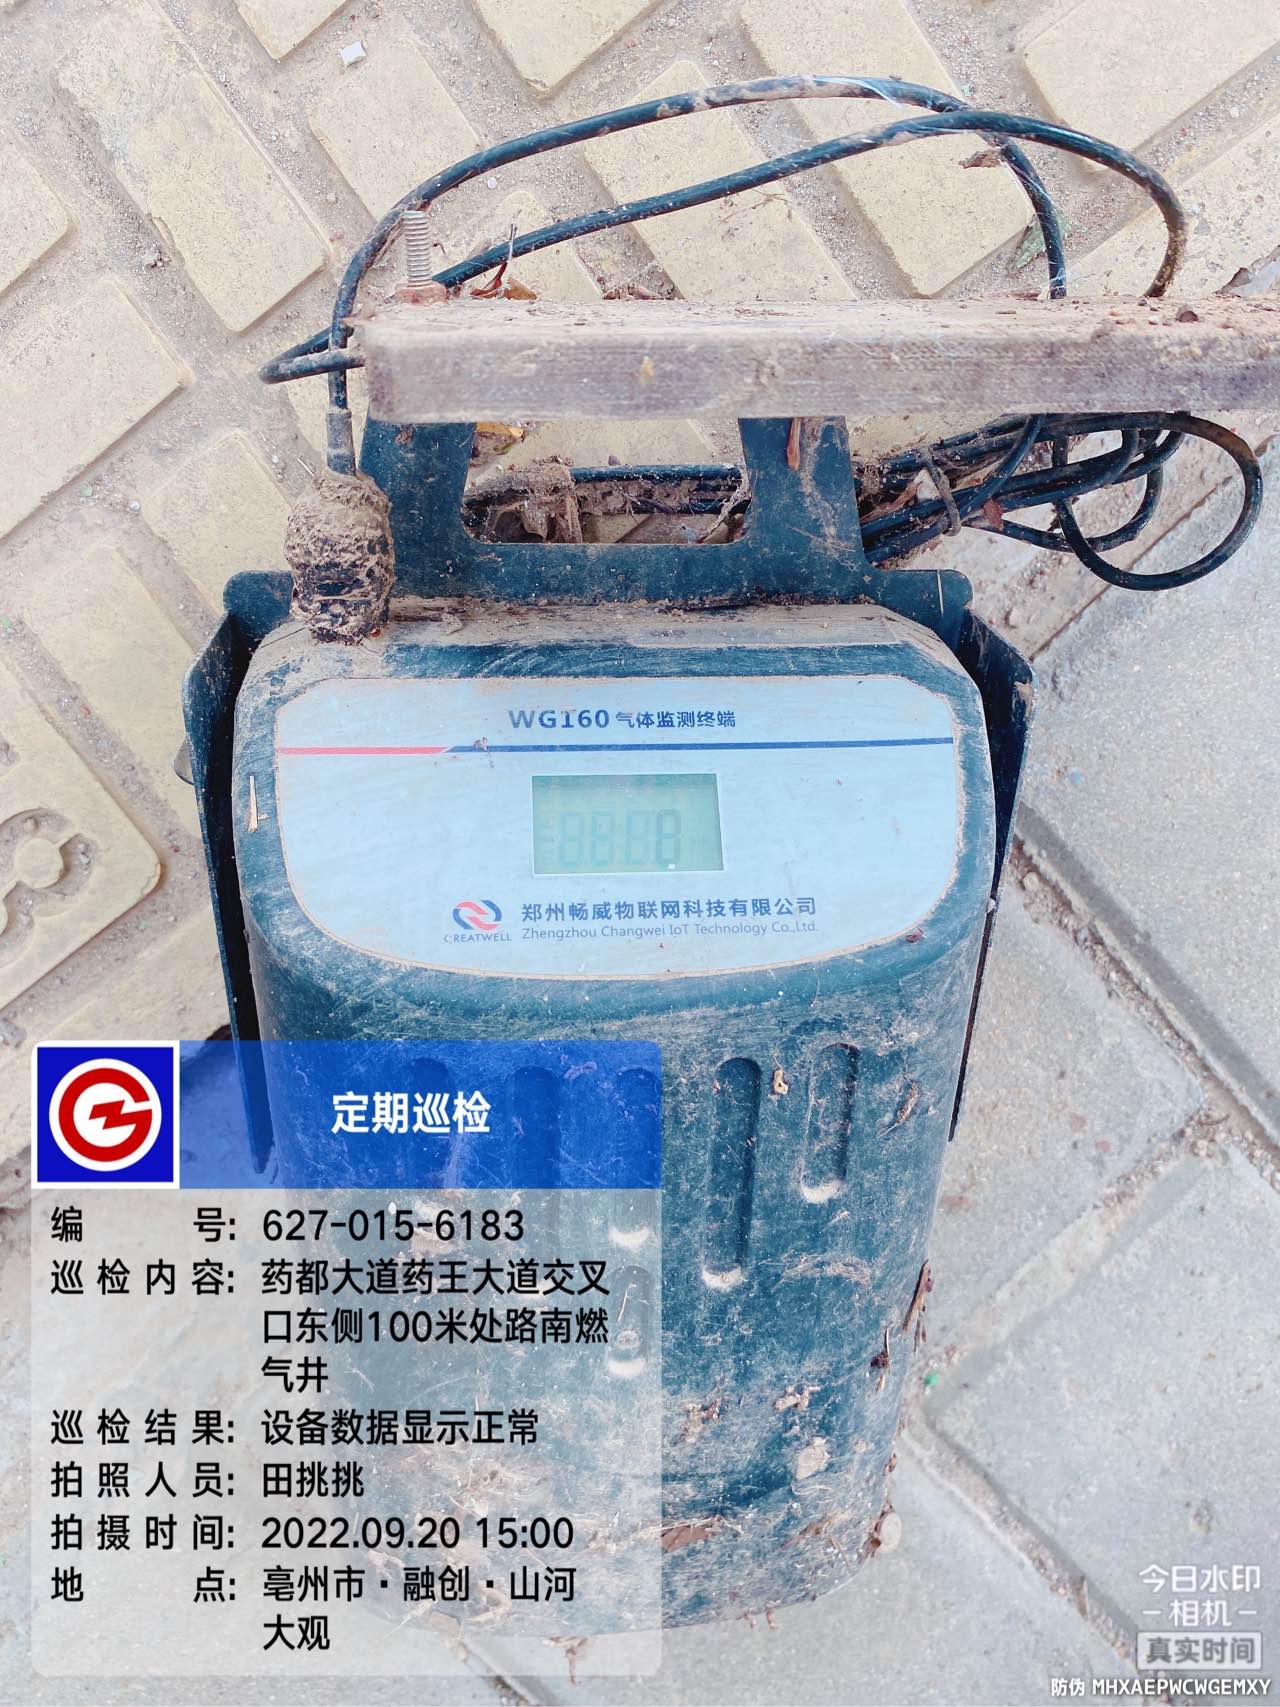 WG160 气体监测终端
CREATWELL
郑州畅威物联网科技有限公司
Zhengzhou Changwei IoT Technology Co.,Ltd.
定期巡检
编号: 627-015-6183
巡检内容: 药都大道药王大道交叉
口东侧100米处路南燃
气井
巡检结果: 设备数据显示正常
拍照人员: 田挑挑
拍摄时间: 2022.09.20 15:00
地点: 亳州市·融创·山河
大观
今日水印
相机
真实时间
防伪 MHXAEPWCWGEMXY